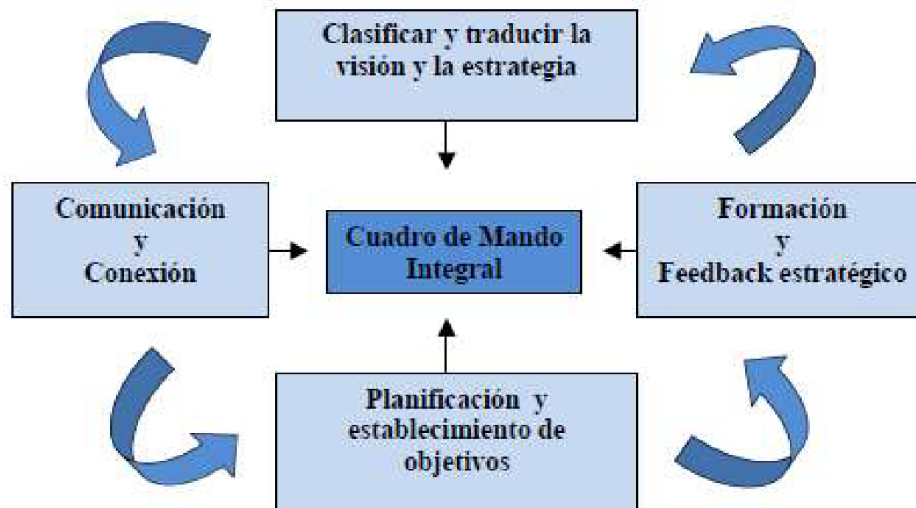 Clasificar y traducir la
visión y la estrategia
Comunicación
y
Conexión
Cuadro de Mando
Integral
Formación
y
Feedback estratégico
Planificación y
establecimiento de
objetivos